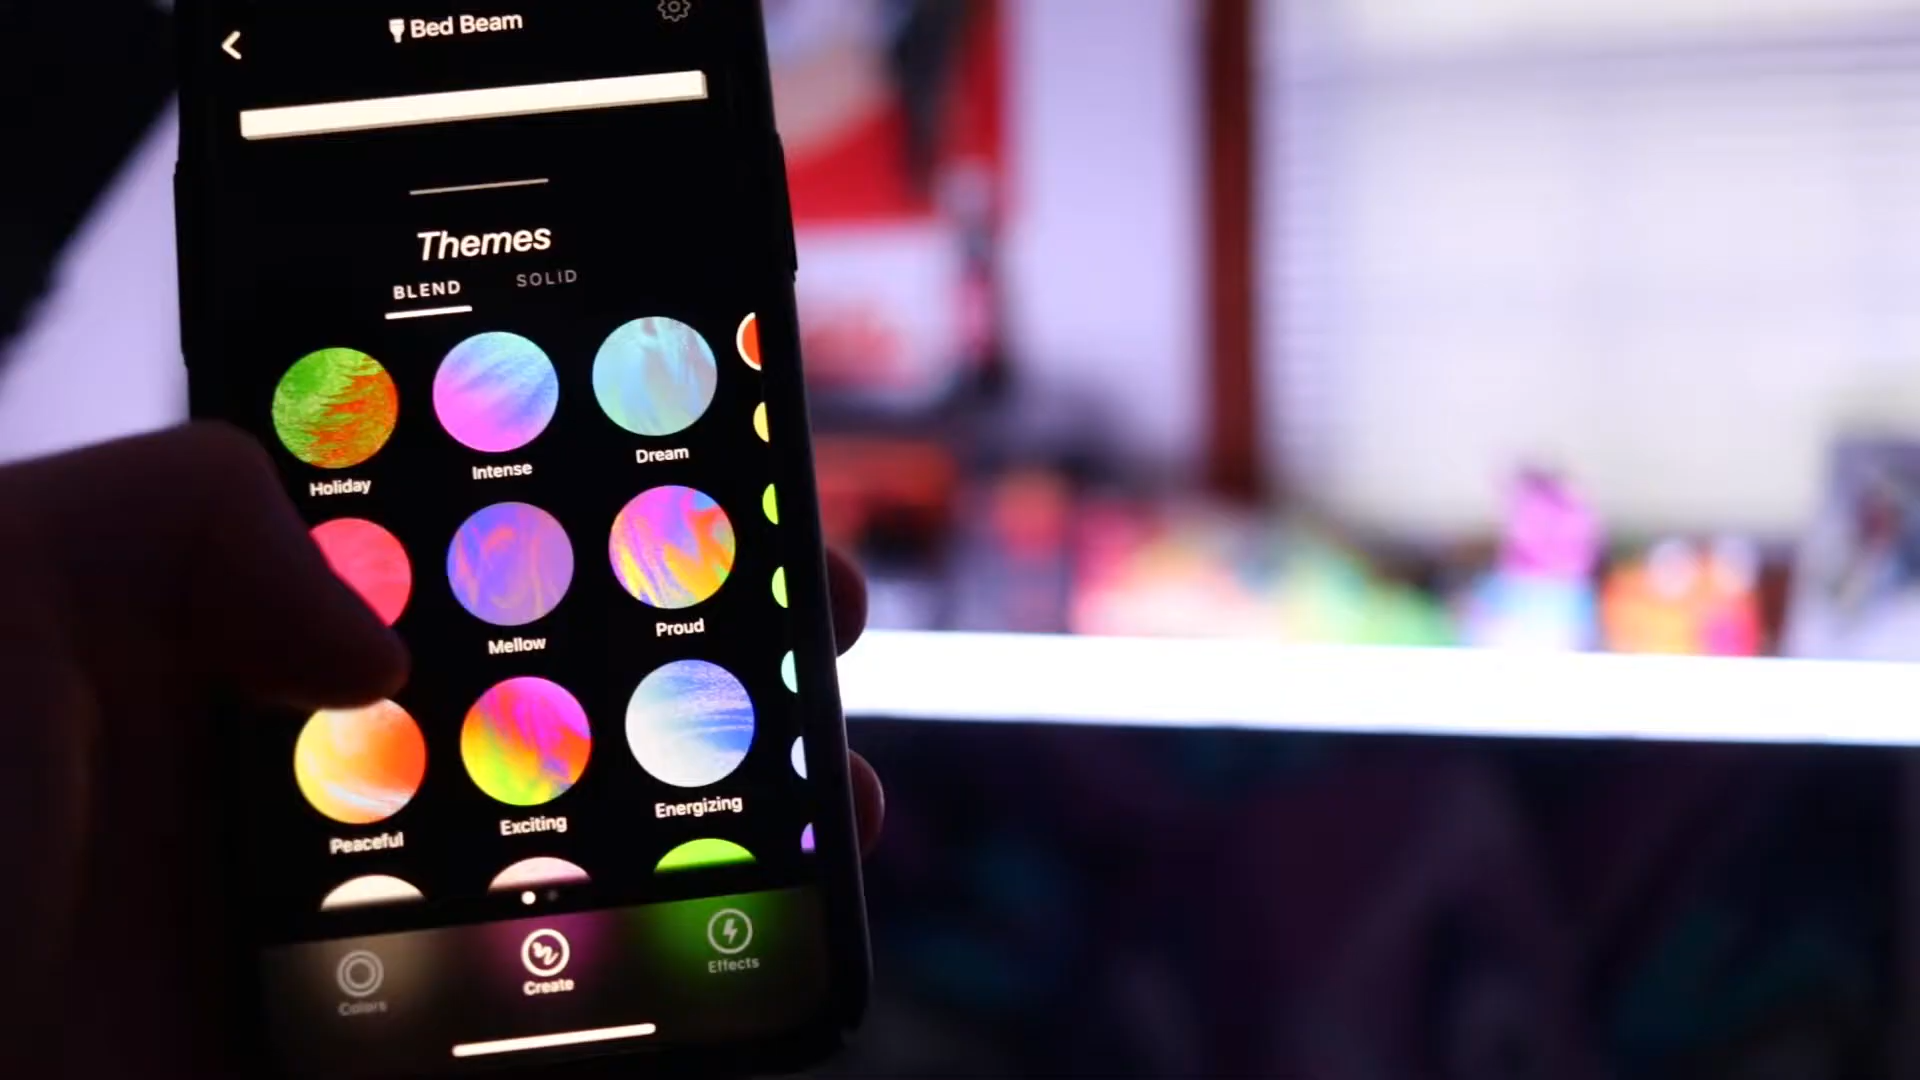 Bed Beam
Themes
BLEND SOLID
Holiday Intense Dream
Mellow Proud
Peaceful Exciting Energizing
Colors Create Effects